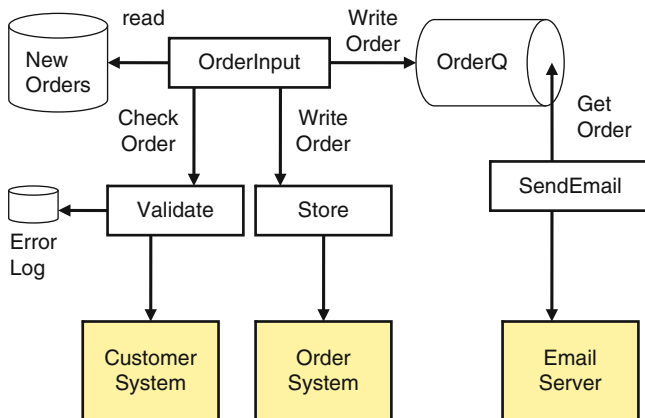 read
Write
Order
New
Orders
OrderInput
OrderQ
Check
Order
Write
Order
Get
Order
Validate
Store
SendEmail
Error
Log
Customer
System
Order
System
Email
Server